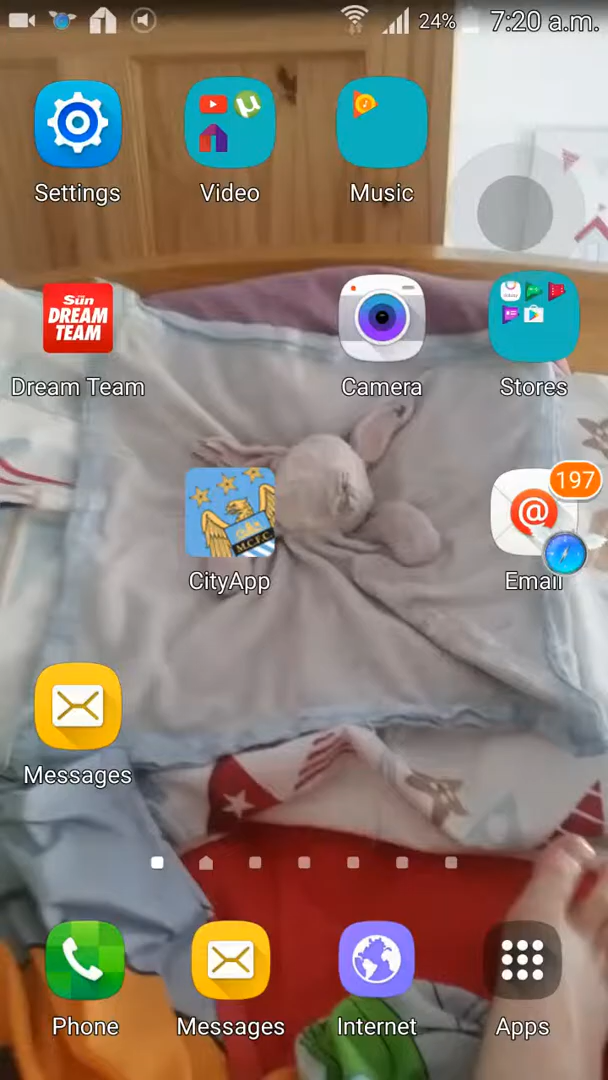 24% 7:20 a.m.
Settings
Video
Music
The Sun
DREAM
TEAM
Dream Team
Camera
Stores
197
@
M.C.F.C.
CityApp
Email
Messages
Phone
Messages
Internet
Apps